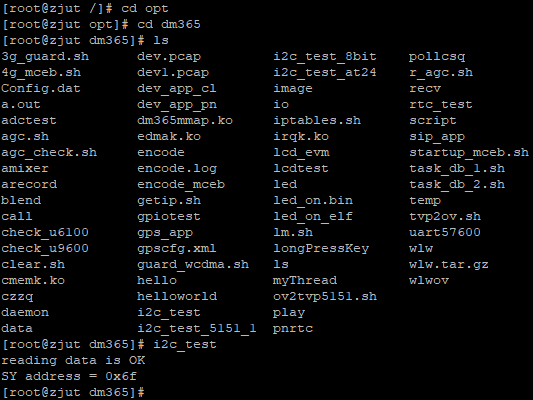 [root@zjut /]# cd opt
[root@zjut opt]# cd dm365
[root@zjut dm365]# ls
3g_guard.sh dev.pcap i2c_test_8bit pollcsq
4g_mceb.sh dev1.pcap i2c_test_at24 r_agc.sh
Config.dat dev_app_cl image recv
a.out dev_app_pn io rtc_test
adctest dm365mmap.ko iptables.sh script
agc.sh edmak.ko irqk.ko sip_app
agc_check.sh encode lcd_evm startup_mceb.sh
amixer encode.log lcdtest task_db_1.sh
arecord encode_mceb led task_db_2.sh
blend getip.sh led_on.bin temp
call gpiotest led_on_elf tvp2ov.sh
check_u6100 gps_app lm.sh uart57600
check_u9600 gpscfg.xml longPressKey wlw
clear.sh guard_wcdma.sh ls wlw.tar.gz
cmemk.ko hello myThread wlwov
czzq helloworld ov2tvp5151.sh
daemon i2c_test play
data i2c_test_5151_1 pnrtc
[root@zjut dm365]# i2c_test
reading data is OK
SY address = 0x6f
[root@zjut dm365]#